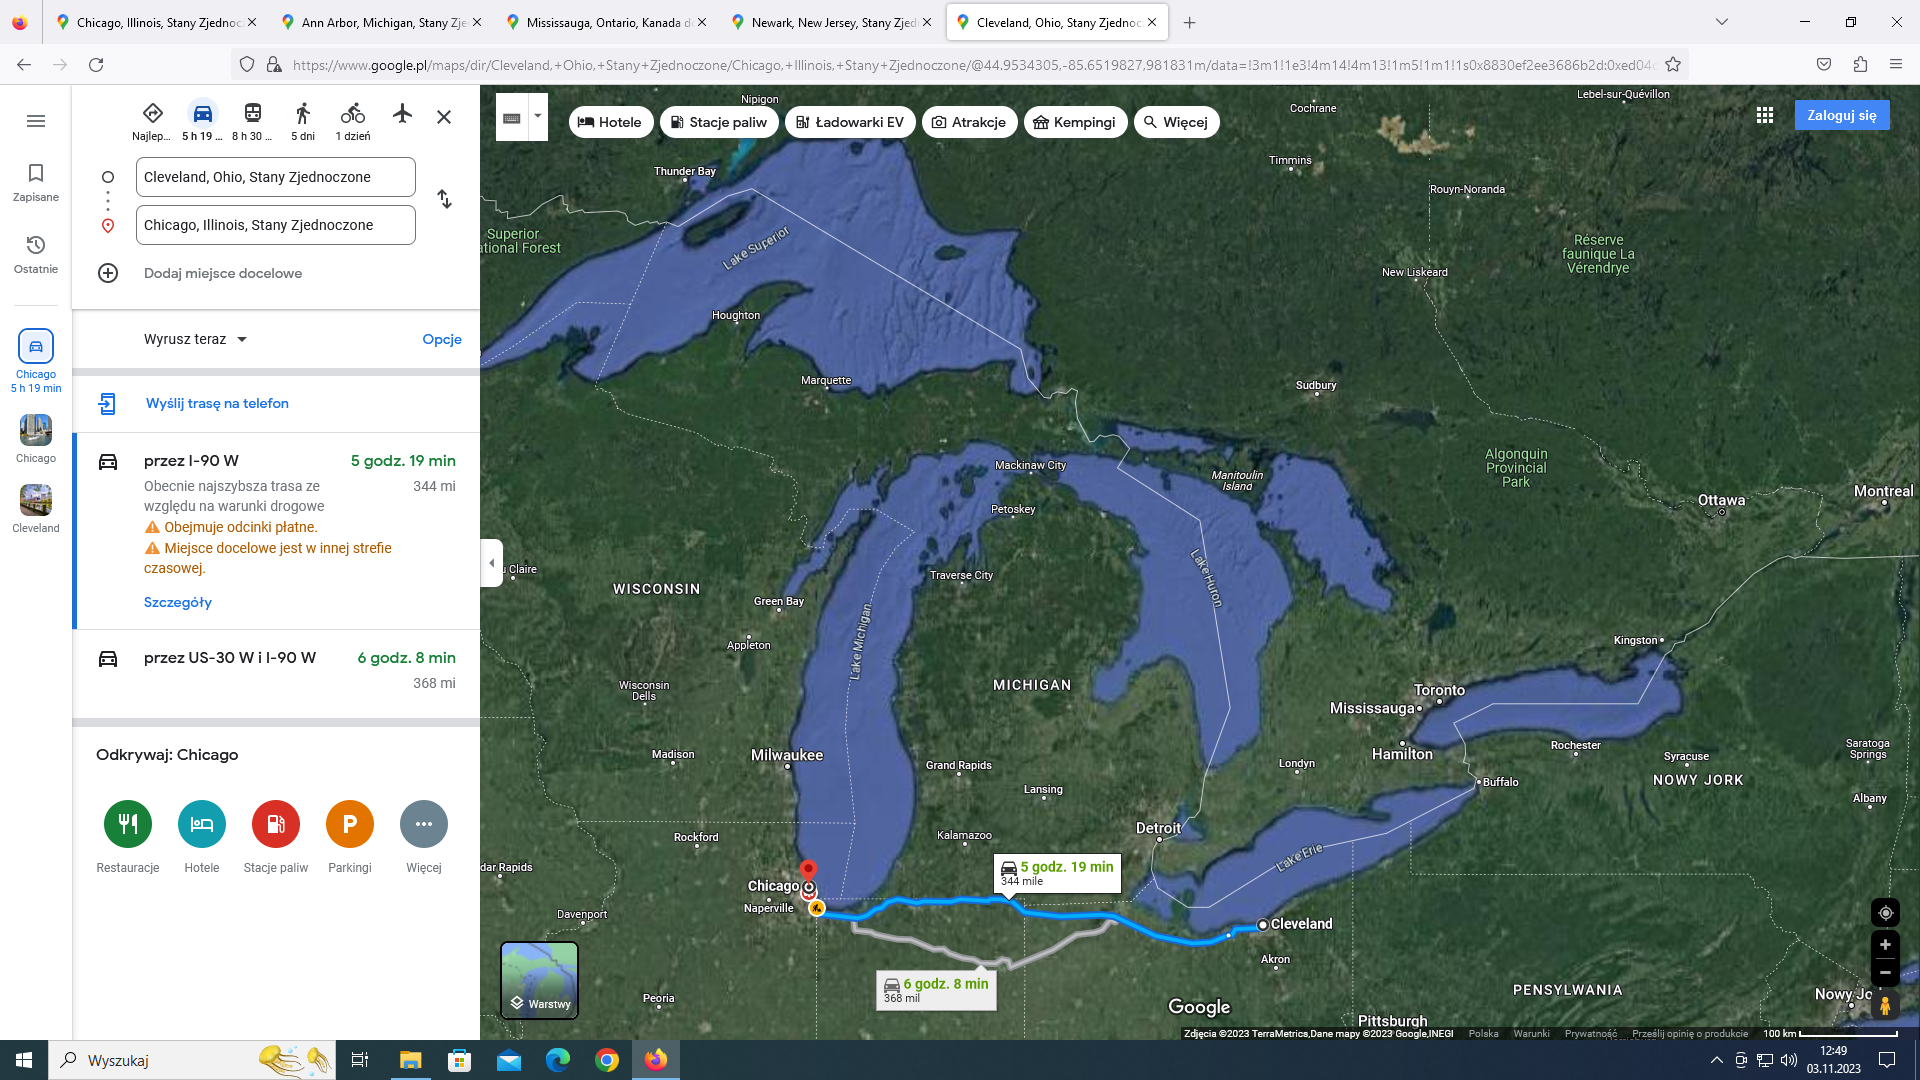 Chicago, Illinois, Stany Zjednoc
Ann Arbor, Michigan, Stany Zje
Mississauga, Ontario, Kanada d
Newark, New Jersey, Stany Zjed
Cleveland, Ohio, Stany Zjednoc
https://www.google.pl/maps/dir/Cleveland,+Ohio,+Stany+Zjednoczone/Chicago,+Illinois,+Stany+Zjednoczone/@44.9534305,-85.6519827,981831m/data=!3m1!1e3!4m14!4m13!1m5!1m1!1s0x8830ef2ee3686b2d:0xed04
Najlep...
5 h 19 ...
8 h 30 ...
5 dni
1 dzień
Cleveland, Ohio, Stany Zjednoczone
Chicago, Illinois, Stany Zjednoczone
Dodaj miejsce docelowe
Zapisane
Ostatnie
Chicago
5 h 19 min
Chicago
Cleveland
Wyrusz teraz
Opcje
Wyślij trasę na telefon
przez I-90 W
5 godz. 19 min
Obecnie najszybsza trasa ze
344 mi
względu na warunki drogowe
Obejmuje odcinki płatne.
Miejsce docelowe jest w innej strefie
czasowej.
Szczegóły
przez US-30 W i I-90 W
6 godz. 8 min
368 mi
Odkrywaj: Chicago
Restauracje
Hotele
Stacje paliw
Parkingi
Więcej
Hotele
Stacje paliw
Ładowarki EV
Atrakcje
Kempingi
Więcej
Zaloguj się
Nipigon
Cochrane
Lebel-sur-Quévillon
Thunder Bay
Timmins
Rouyn-Noranda
Superior
ational Forest
Lake Superior
Réserve
faunique La
Vérendrye
New Liskeard
Houghton
Marquette
Sudbury
Mackinaw City
Manitoulin
Island
Algonquin
Provincial
Park
Ottawa
Montreal
Petoskey
u Claire
Traverse City
Lake Huron
WISCONSIN
Green Bay
Lake Michigan
Appleton
Kingston
Wisconsin
Dells
MICHIGAN
Toronto
Mississauga
Hamilton
Rochester
Syracuse
Saratoga
Springs
Madison
Milwaukee
Grand Rapids
Londyn
Buffalo
NOWY JORK
Lansing
Albany
Rockford
Kalamazoo
Detroit
Lake Erie
dar Rapids
5 godz. 19 min
344 mile
Chicago
Naperville
Davenport
Cleveland
Akron
6 godz. 8 min
368 mil
Peoria
PENSYLWANIA
Nowy Jo
Pittsburgh
Warstwy
Google
Zdjęcia ©2023 TerraMetrics,Dane mapy ©2023 Google,INEGI
Polska
Warunki
Prywatność
Prześlij opinię o produkcie
100 km
Wyszukaj
12:49
03.11.2023